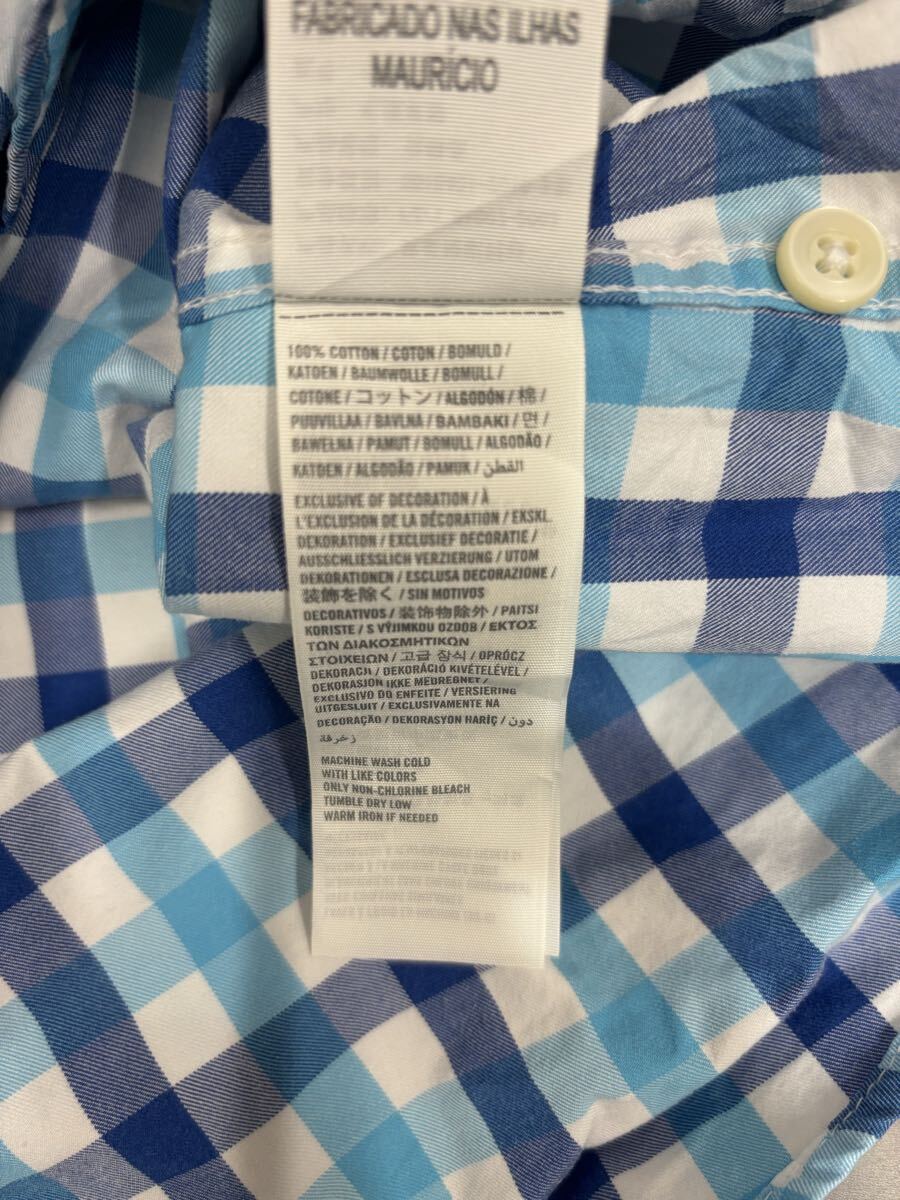 FABRICADO NAS ILHAS
MAURÍCIO
100% COTTON / COTON / BOMULD /
KATOEN / BAUMWOLLE / BOMULL /
COTONE / コットン / ALGODÓN / 棉 /
PUUVILLAA / BAVLNA / ΒΑΜΒΑΚΙ / 면 /
BAWEŁNA / PAMUT / BOMULL / ALGODÃO /
KATOEN / ALGODÃO / PAMUK / القطن
EXCLUSIVE OF DECORATION / À
L'EXCLUSION DE LA DÉCORATION / EKSKL.
DEKORATION / EXCLUSIEF DECORATIE /
AUSSCHLIESSLICH VERZIERUNG / UTOM
DEKORATIONEN / ESCLUSA DECORAZIONE /
装飾を除く / SIN MOTIVOS
DECORATIVOS / 装饰物除外 / PAITSI
KORISTE / S VÝJIMKOU OZDOB / ΕΚΤΟΣ
ΤΩΝ ΔΙΑΚΟΣΜΗΤΙΚΩΝ
ΣΤΟΙΧΕΙΩΝ / 고급 장식 / OPRÓCZ
DEKORACJI / DEKORÁCIÓ KIVÉTELÉVEL /
DEKORASJON IKKE MEDREGNET /
EXCLUSIVO DO ENFEITE / VERSIERING
UITGESLUIT / EXCLUSIVAMENTE NA
DECORAÇÃO / DEKORASYON HARİÇ / دون
زخرفة
MACHINE WASH COLD
WITH LIKE COLORS
ONLY NON-CHLORINE BLEACH
TUMBLE DRY LOW
WARM IRON IF NEEDED